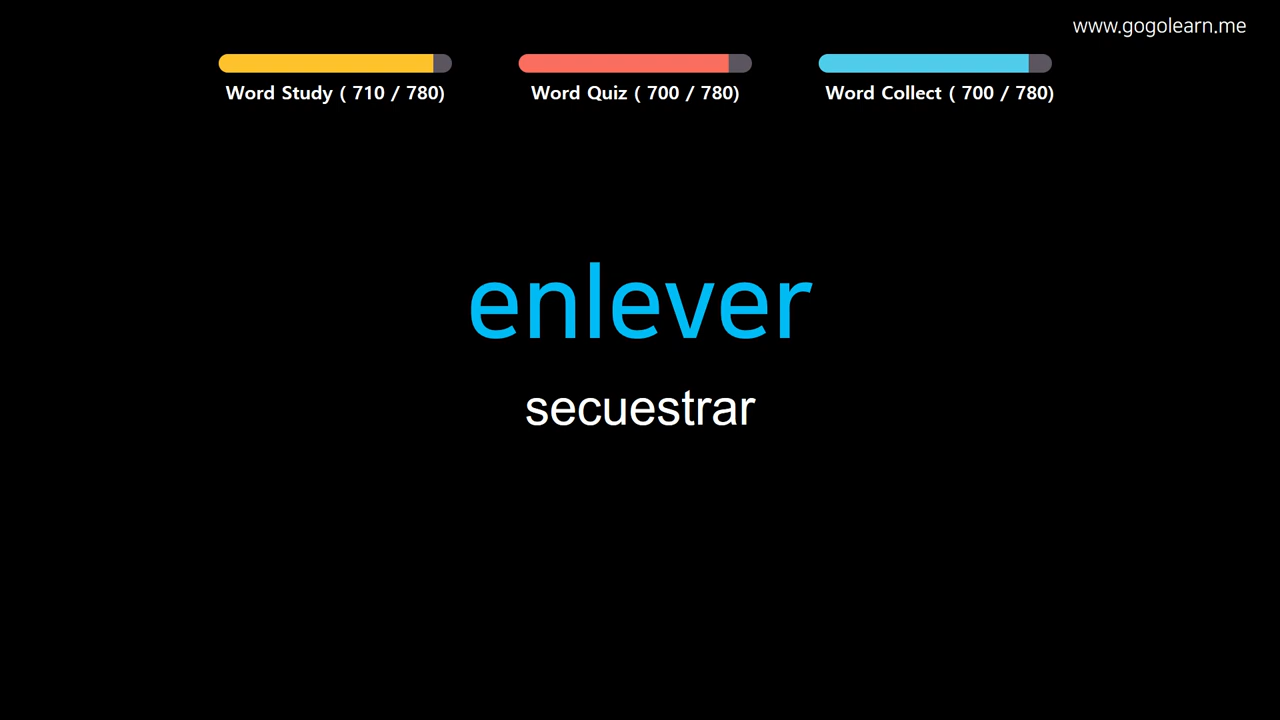 www.gogolearn.me
Word Study ( 710 / 780)
Word Quiz ( 700 / 780)
Word Collect ( 700 / 780)
enlever
secuestrar